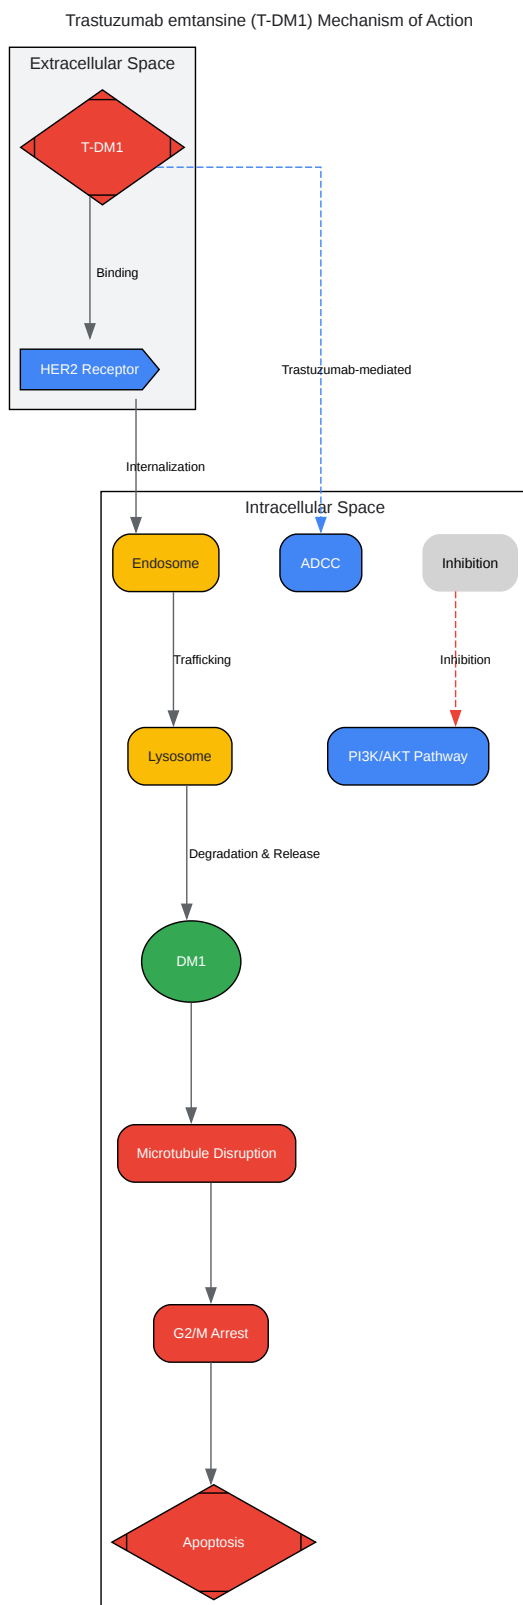 Trastuzumab emtansine (T-DM1) Mechanism of Action
Extracellular Space
T-DM1
Binding
HER2 Receptor
Trastuzumab-mediated
Internalization
Intracellular Space
Endosome
ADCC
Inhibition
Trafficking
Inhibition
Lysosome
PI3K/AKT Pathway
Degradation & Release
DM1
Microtubule Disruption
G2/M Arrest
Apoptosis